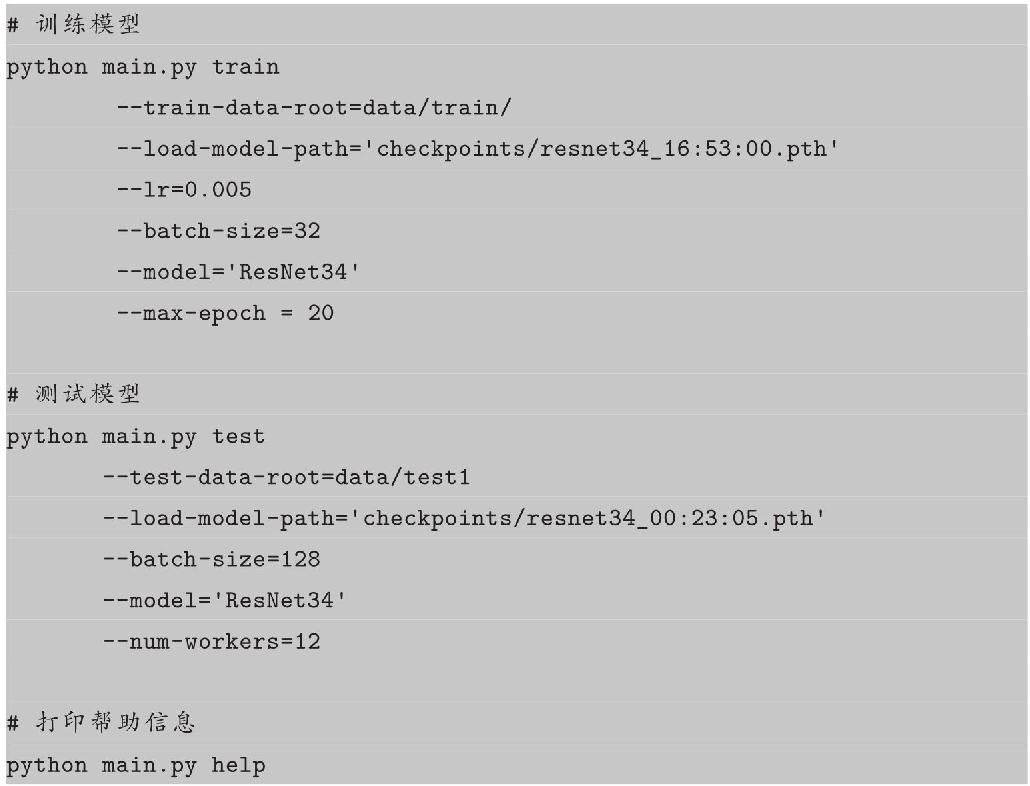 # 训练模型
python main.py train
--train-data-root=data/train/
--load-model-path='checkpoints/resnet34_16:53:00.pth'
--lr=0.005
--batch-size=32
--model='ResNet34'
--max-epoch = 20
# 测试模型
python main.py test
--test-data-root=data/test1
--load-model-path='checkpoints/resnet34_00:23:05.pth'
--batch-size=128
--model='ResNet34'
--num-workers=12
# 打印帮助信息
python main.py help